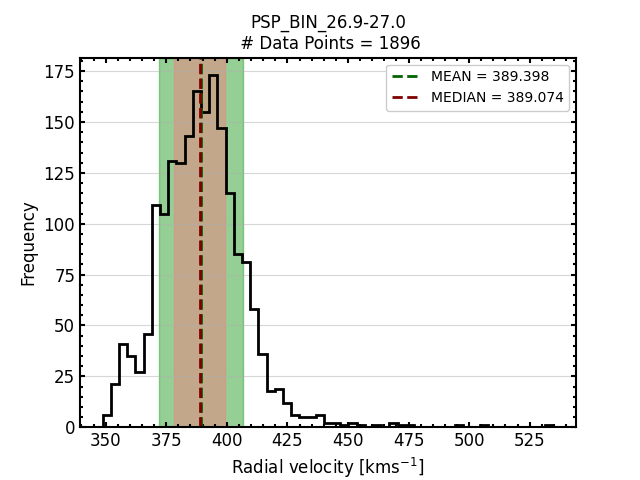 PSP_BIN_26.9-27.0
# Data Points = 1896
MEAN = 389.398
MEDIAN = 389.074
Frequency
175
150
125
100
75
50
25
0
350 375 400 425 450 475 500 525
Radial velocity [kms⁻¹]